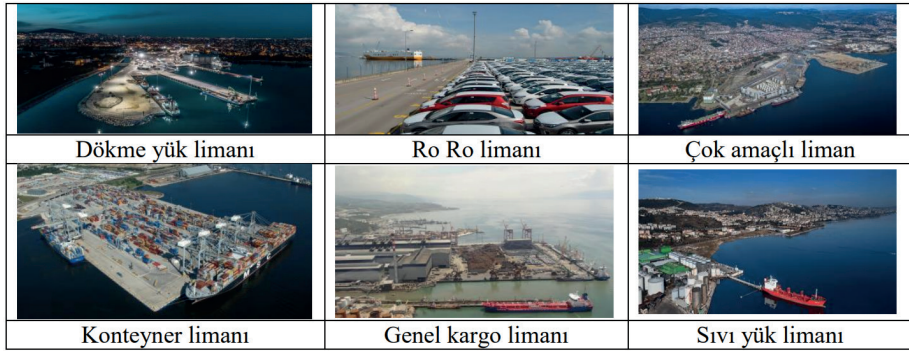 Dökme yük limanı
Ro Ro limanı
Çok amaçlı liman
Konteyner limanı
Genel kargo limanı
Sıvı yük limanı